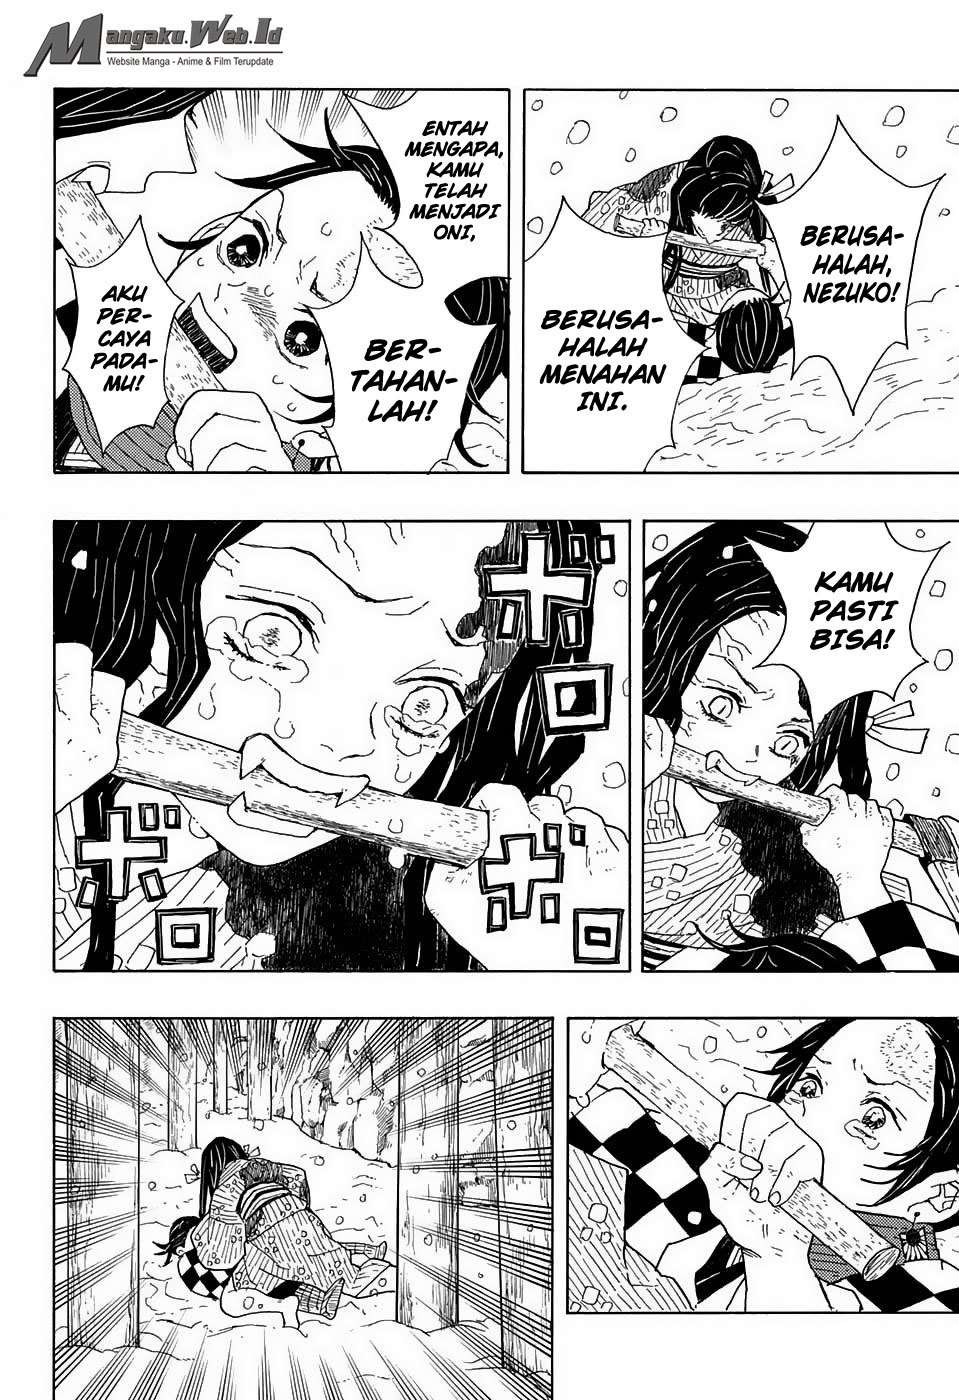 Mangaku.Web.Id
Website Manga - Anime & Film Terupdate
BERUSA-
HALAH,
NEZUKO!
BERUSA-
HALAH
MENAHAN
INI.
ENTAH
MENGAPA,
KAMU
TELAH
MENJADI
ONI,
BER-
TAHAN-
LAH!
AKU
PER-
CAYA
PADA-
MU!
KAMU
PASTI
BISA!
ボロ
ボロ
ボロ